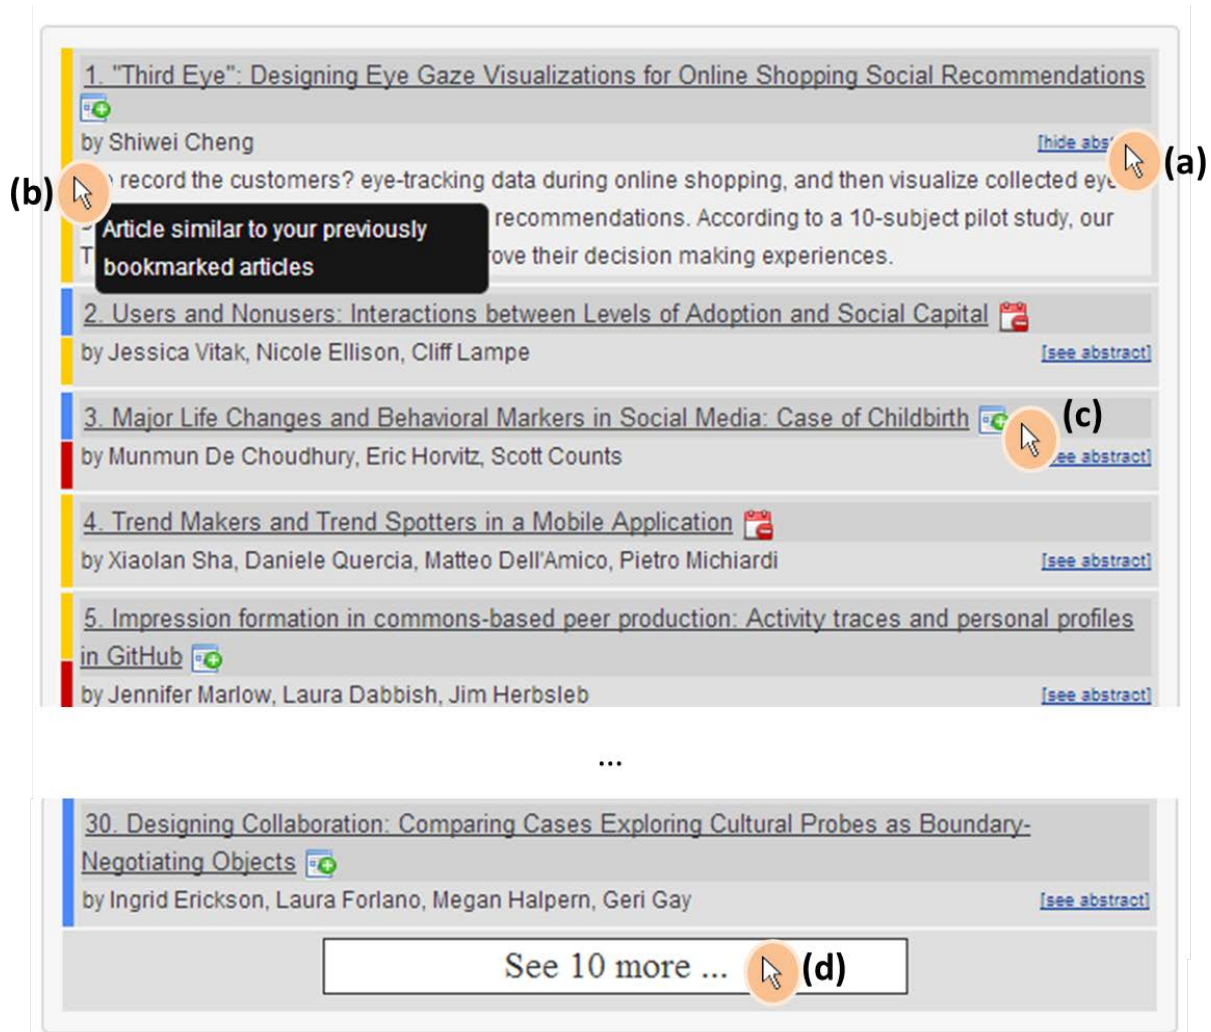 1. "Third Eye": Designing Eye Gaze Visualizations for Online Shopping Social Recommendations
by Shiwei Cheng
[hide abs
(a)
(b)
record the customers? eye-tracking data during online shopping, and then visualize collected eye
Article similar to your previously
bookmarked articles
recommendations. According to a 10-subject pilot study, our
T
ove their decision making experiences.
2. Users and Nonusers: Interactions between Levels of Adoption and Social Capital
by Jessica Vitak, Nicole Ellison, Cliff Lampe
[see abstract]
3. Major Life Changes and Behavioral Markers in Social Media: Case of Childbirth
(c)
by Munmun De Choudhury, Eric Horvitz, Scott Counts
ee abstract]
4. Trend Makers and Trend Spotters in a Mobile Application
by Xiaolan Sha, Daniele Quercia, Matteo Dell'Amico, Pietro Michiardi
[see abstract]
5. Impression formation in commons-based peer production: Activity traces and personal profiles
in GitHub
by Jennifer Marlow, Laura Dabbish, Jim Herbsleb
[see abstract]
...
30. Designing Collaboration: Comparing Cases Exploring Cultural Probes as Boundary-
Negotiating Objects
by Ingrid Erickson, Laura Forlano, Megan Halpern, Geri Gay
[see abstract]
See 10 more ...
(d)